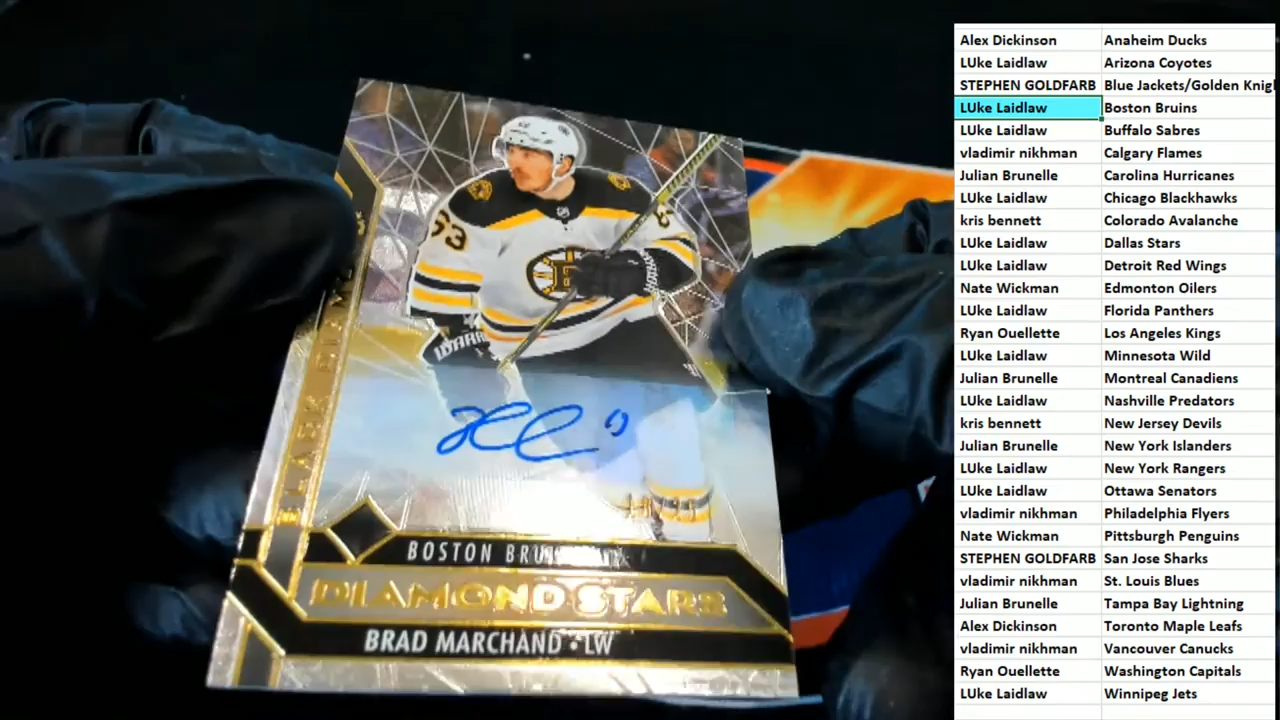 BOSTON BRU
DIAMOND STARS
BRAD MARCHAND • LW
63
WARR
Alex Dickinson Anaheim Ducks
LUke Laidlaw Arizona Coyotes
STEPHEN GOLDFARB Blue Jackets/Golden Knig
LUke Laidlaw Boston Bruins
LUke Laidlaw Buffalo Sabres
vladimir nikhman Calgary Flames
Julian Brunelle Carolina Hurricanes
LUke Laidlaw Chicago Blackhawks
kris bennett Colorado Avalanche
LUke Laidlaw Dallas Stars
LUke Laidlaw Detroit Red Wings
Nate Wickman Edmonton Oilers
LUke Laidlaw Florida Panthers
Ryan Ouellette Los Angeles Kings
LUke Laidlaw Minnesota Wild
Julian Brunelle Montreal Canadiens
LUke Laidlaw Nashville Predators
kris bennett New Jersey Devils
Julian Brunelle New York Islanders
LUke Laidlaw New York Rangers
LUke Laidlaw Ottawa Senators
vladimir nikhman Philadelphia Flyers
Nate Wickman Pittsburgh Penguins
STEPHEN GOLDFARB San Jose Sharks
vladimir nikhman St. Louis Blues
Julian Brunelle Tampa Bay Lightning
Alex Dickinson Toronto Maple Leafs
vladimir nikhman Vancouver Canucks
Ryan Ouellette Washington Capitals
LUke Laidlaw Winnipeg Jets